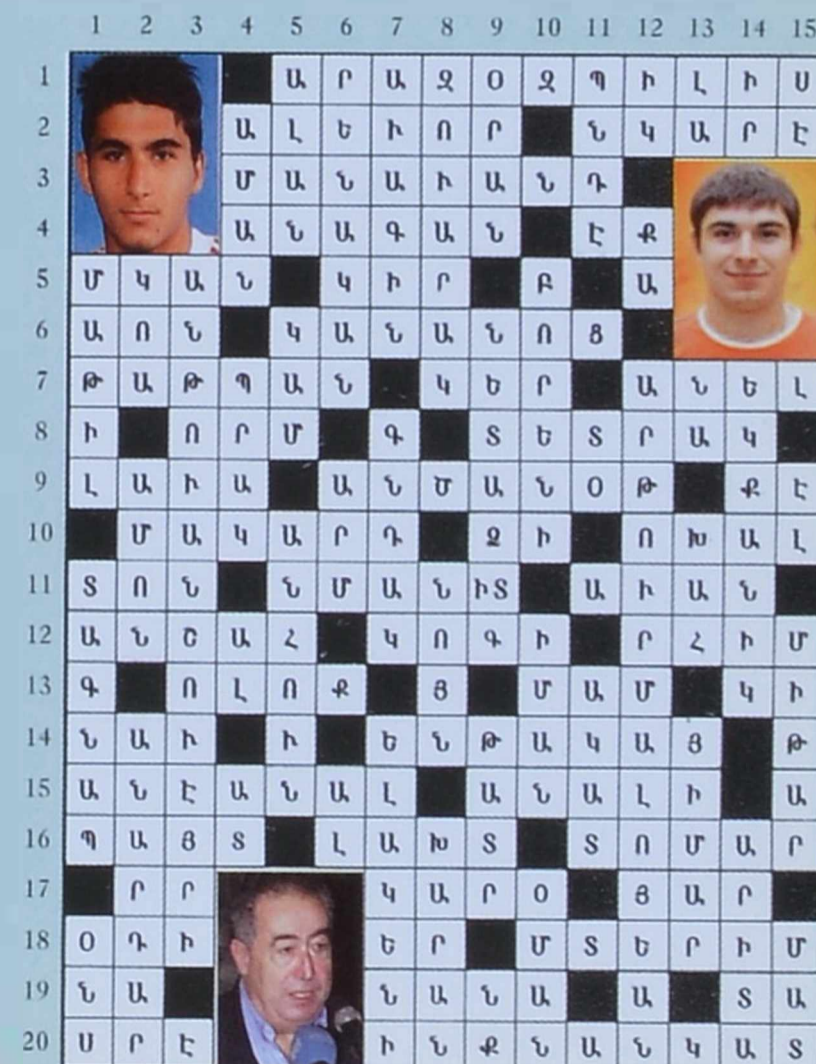 1 2 3 4 5 6 7 8 9 10 11 12 13 14 15
1 Ա Ր Ա Ձ Օ Ձ Պ Ի Լ Ի Ս
2 Ա Լ Ե Ւ Ո Ր Ն Կ Ա Ր Է
3 Մ Ա Ն Ա Ւ Ա Ն Դ
4 Ա Ն Ա Գ Ա Ն Է Ք
5 Մ Կ Ա Ն Կ Ի Ր Բ Ա
6 Ա Ո Ն Կ Ա Ն Ա Ն Ո Յ
7 Թ Ա Թ Պ Ա Ն Կ Ե Ր Ա Ն Ե Լ
8 Ի Ո Ր Մ Գ Տ Ե Տ Ր Ա Կ
9 Լ Ա Ւ Ա Ա Ն Ծ Ա Ն Օ Թ Ք Է
10 Մ Ա Կ Ա Ր Դ Ձ Ի Ո Խ Ա Լ
11 Տ Ո Ն Ն Մ Ա Ն ԻՏ Ա Ւ Ա Ն
12 Ա Ն Շ Ա Հ Կ Ո Գ Ի Ր Հ Ի Մ
13 Գ Ո Լ Ո Ք Յ Մ Ա Մ Կ Ի
14 Ն Ա Ւ Ի Ե Ն Թ Ա Կ Ա Յ Թ
15 Ա Ն Է Ա Ն Ա Լ Ա Ն Ա Լ Ի Ա
16 Պ Ա Յ Տ Լ Ա Խ Տ Տ Ո Մ Ա Ր
17 Ր Ր Կ Ա Ր Օ Յ Ա Ր
18 Օ Դ Ի Ե Ր Մ Տ Ե Ր Ի Մ
19 Ն Ա Ն Ա Ն Ա Ա Տ Ա
20 Ս Ր Է Ի Ն Ք Ն Ա Ն Կ Ա Տ